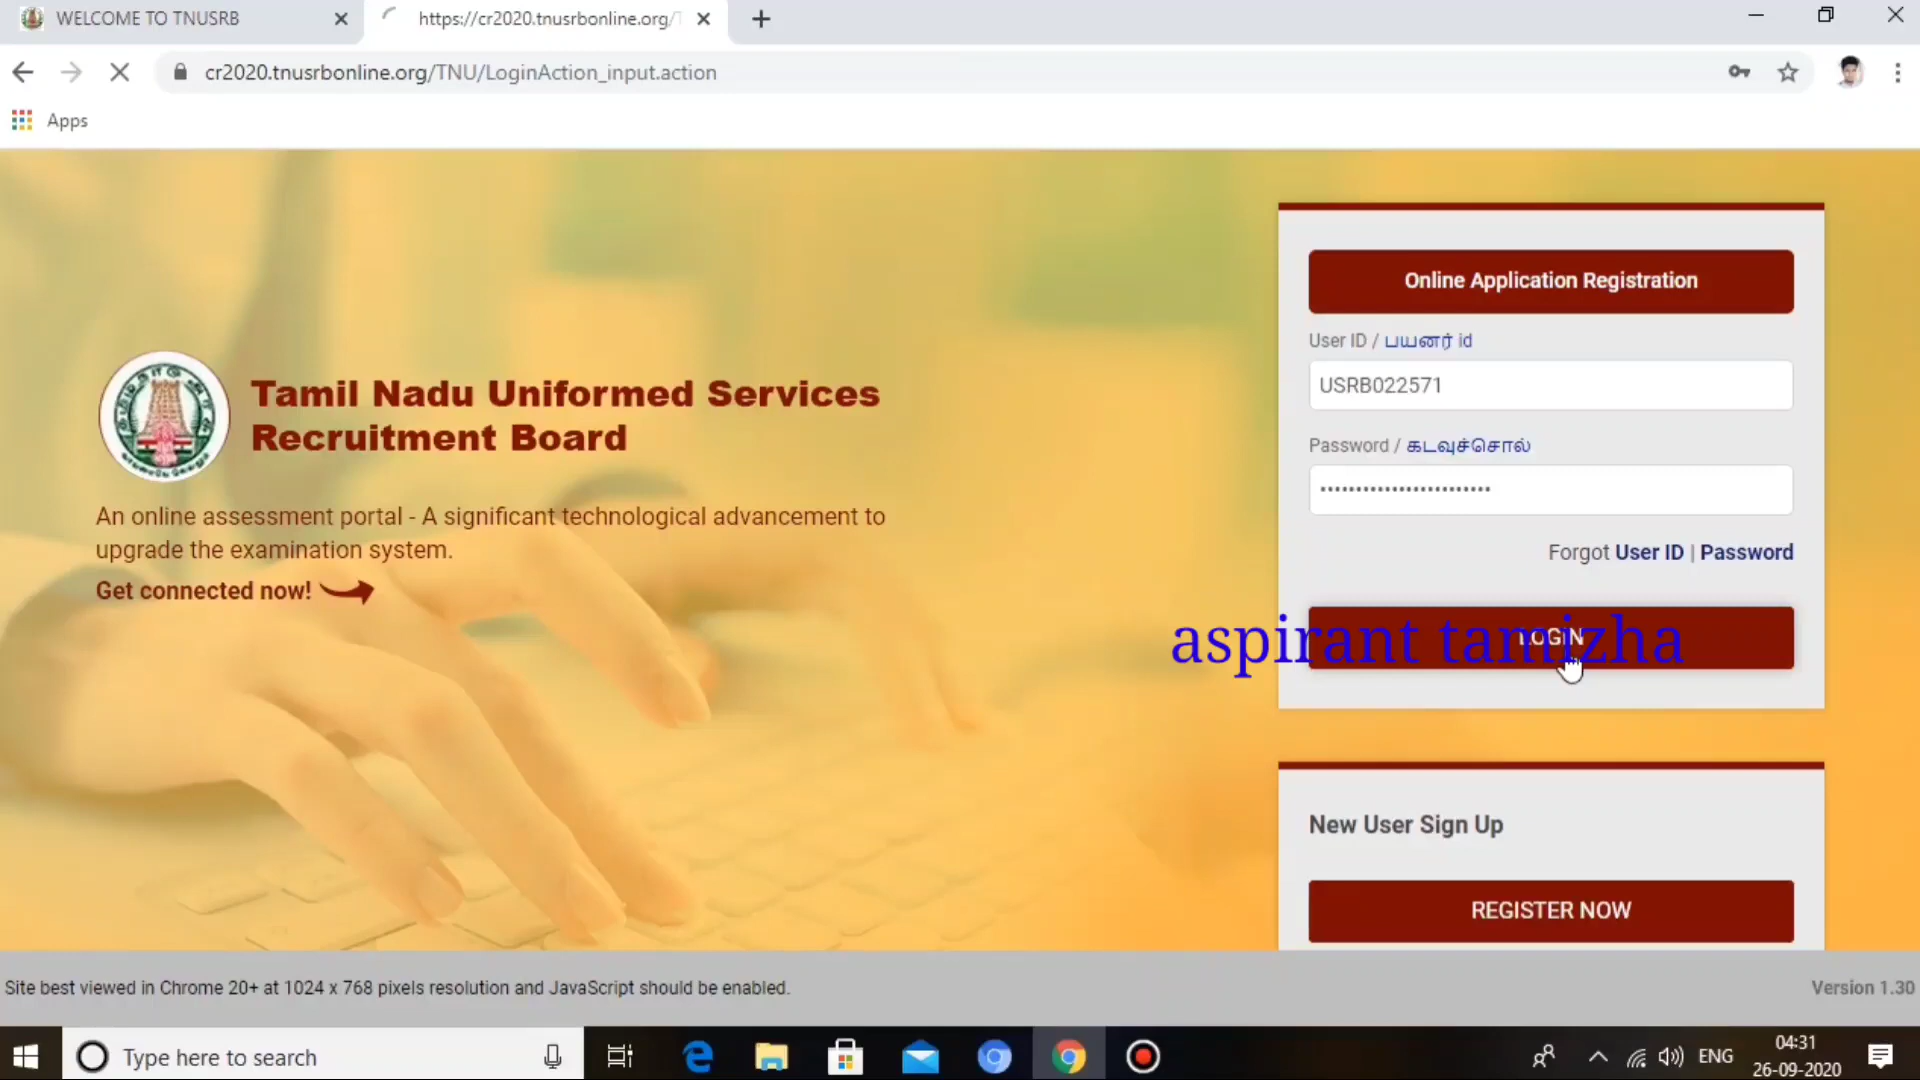 WELCOME TO TNUSRB
https://cr2020.tnusrbonline.org/T
cr2020.tnusrbonline.org/TNU/LoginAction_input.action
Apps
Online Application Registration
User ID / பயனர் id
USRB022571
Password / கடவுச்சொல்
Forgot User ID | Password
LOGIN
aspirant tamizha
Tamil Nadu Uniformed Services
Recruitment Board
An online assessment portal - A significant technological advancement to
upgrade the examination system.
Get connected now!
New User Sign Up
REGISTER NOW
Site best viewed in Chrome 20+ at 1024 x 768 pixels resolution and JavaScript should be enabled.
Version 1.30
Type here to search
ENG
04:31
26-09-2020